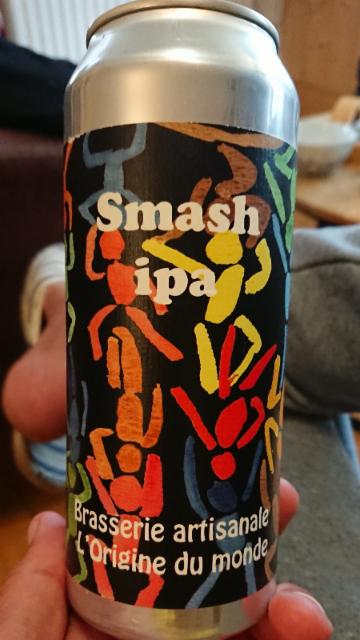 Smash
ipa
Brasserie artisanale
L'Origine du monde